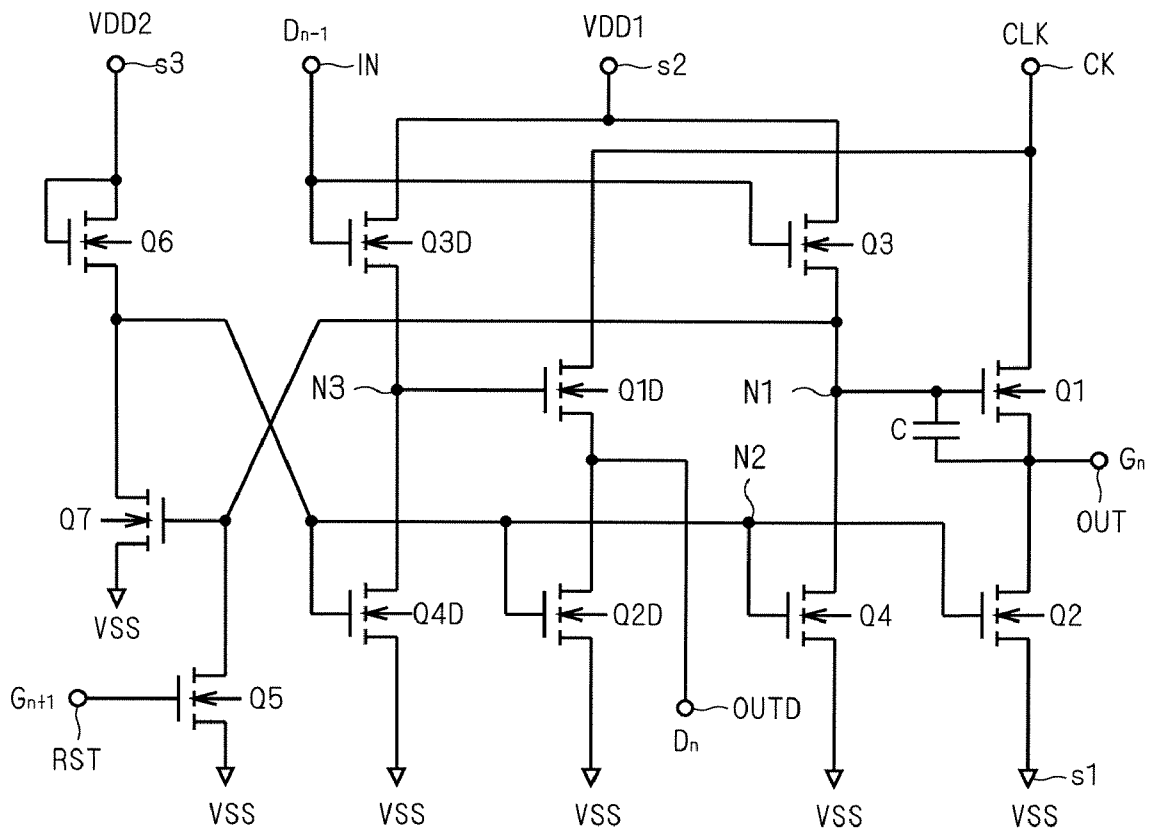 VDD2
Dn-1
VDD1
CLK
s3
IN
s2
CK
Q6
Q3D
Q3
N3
Q1D
N1
Q1
C
Gn
N2
OUT
Q7
VSS
Q4D
Q2D
Q4
Q2
Gn+1
Q5
RST
OUTD
Dn
s1
VSS
VSS
VSS
VSS
VSS